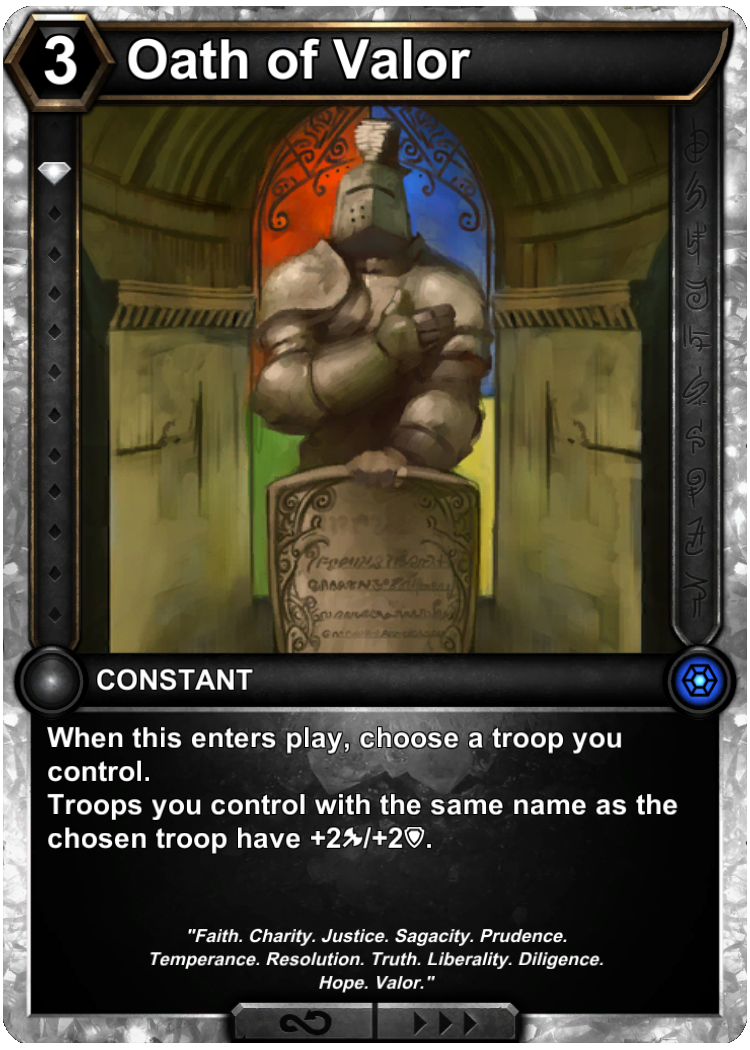 3 Oath of Valor
CONSTANT
When this enters play, choose a troop you
control.
Troops you control with the same name as the
chosen troop have +2/+2.
"Faith. Charity. Justice. Sagacity. Prudence.
Temperance. Resolution. Truth. Liberality. Diligence.
Hope. Valor."